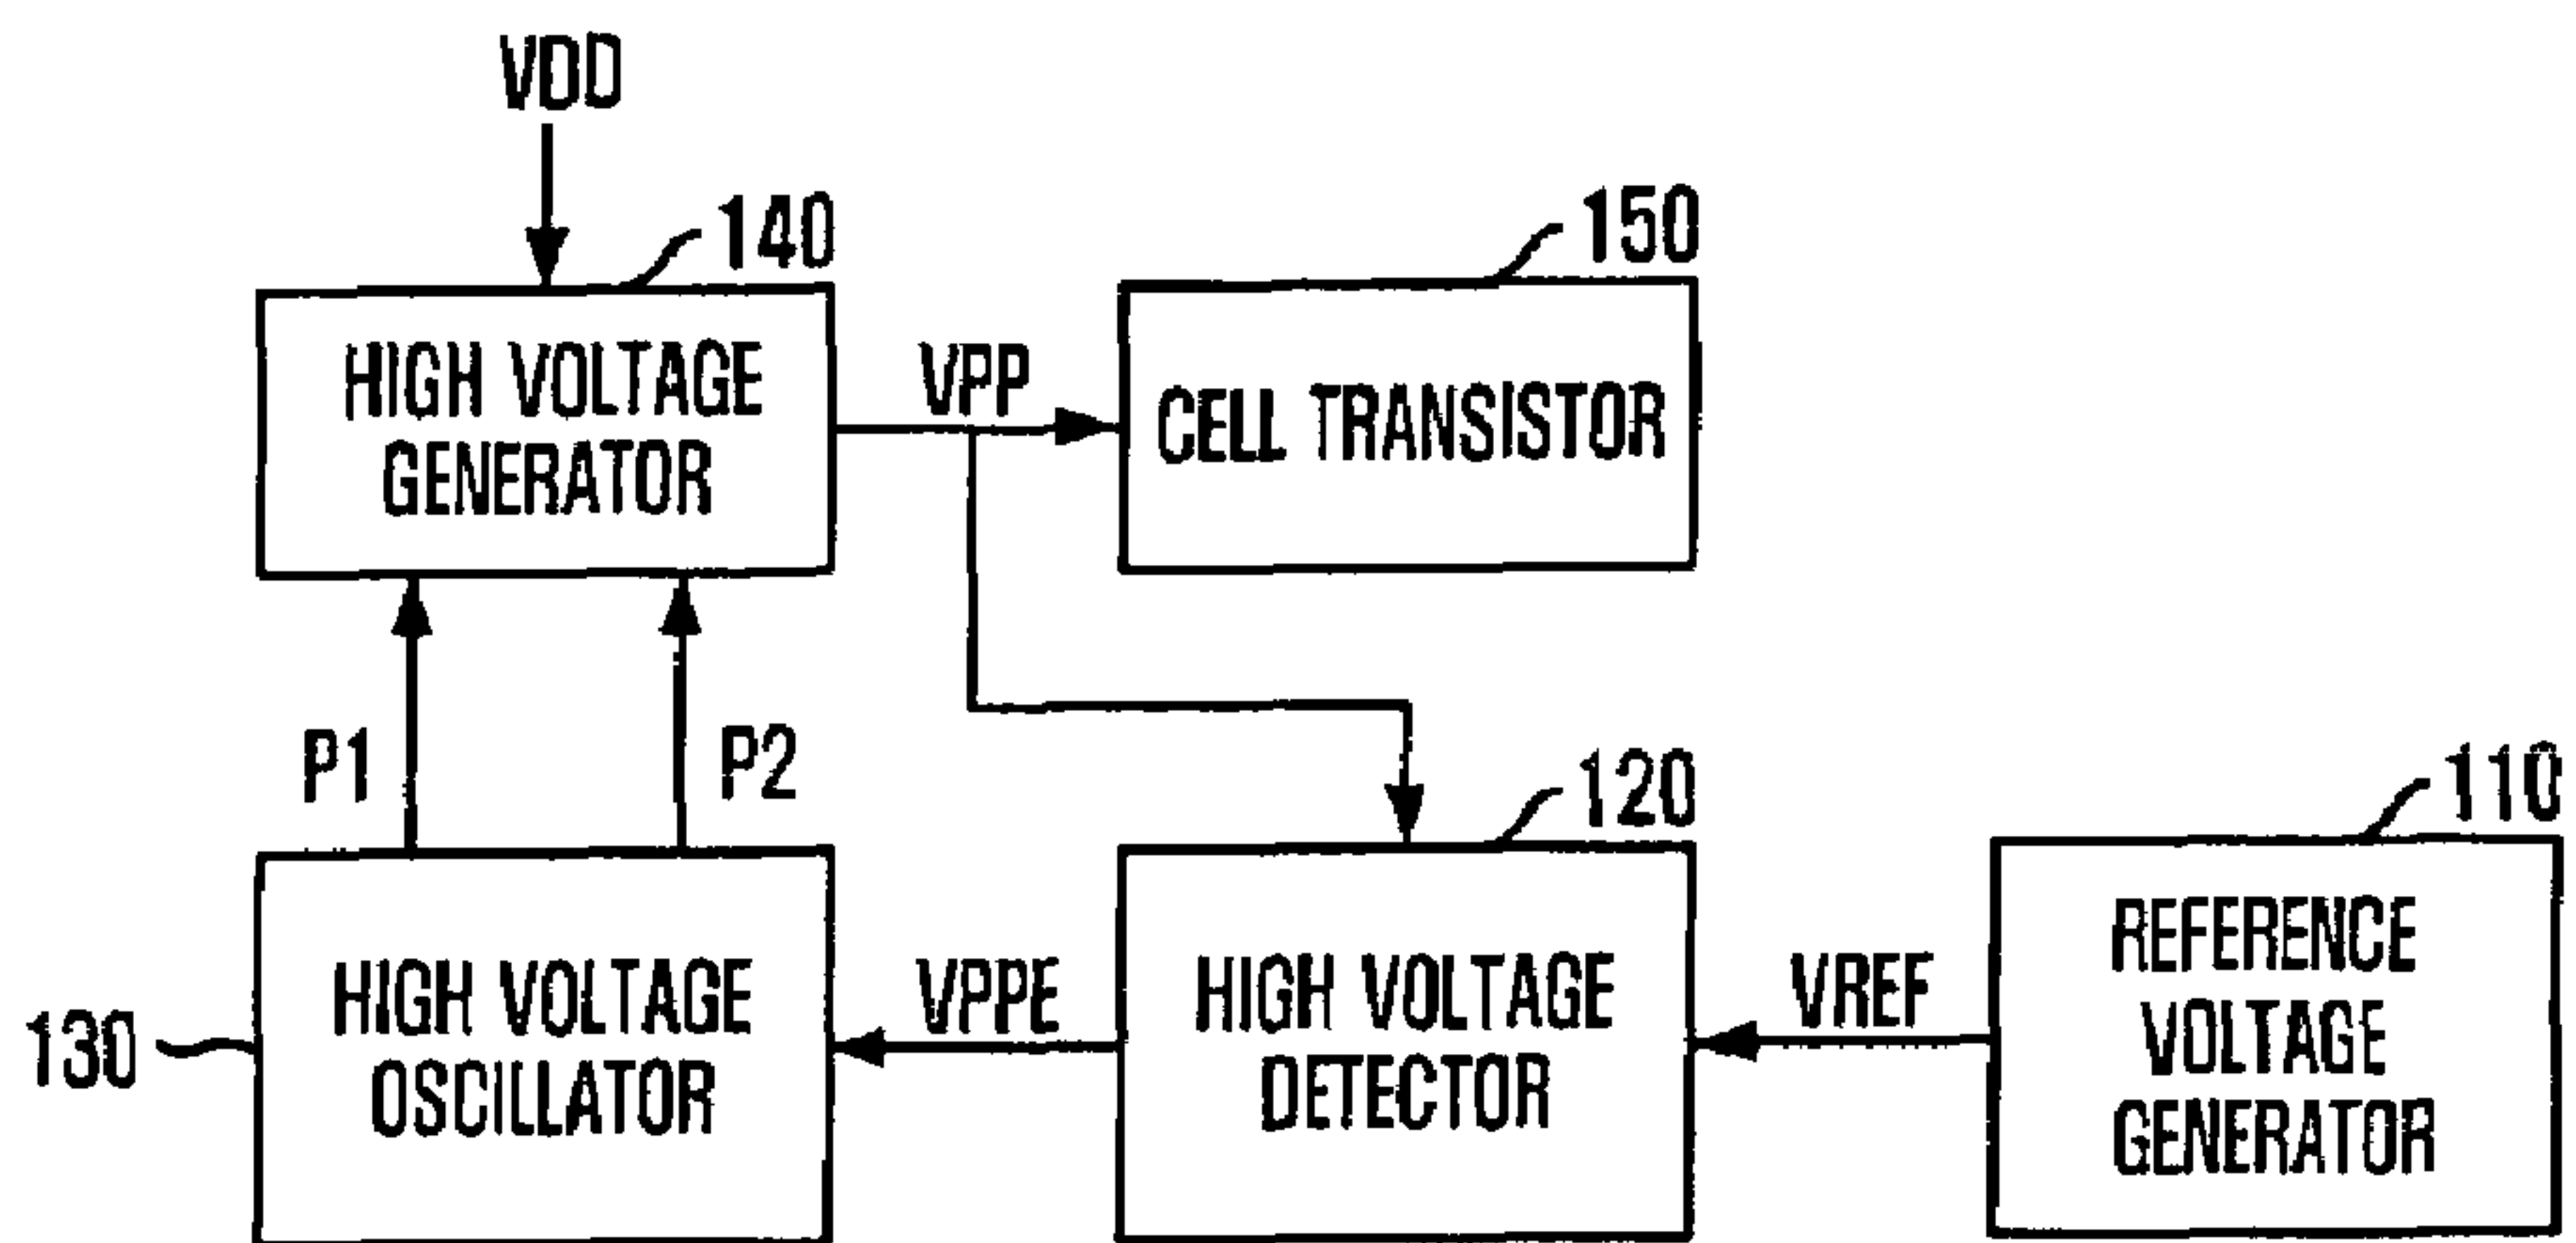 VDD
140
150
HIGH VOLTAGE
GENERATOR
VPP
CELL TRANSISTOR
P1
P2
120
110
130
HIGH VOLTAGE
OSCILLATOR
VPPE
HIGH VOLTAGE
DETECTOR
VREF
REFERENCE
VOLTAGE
GENERATOR